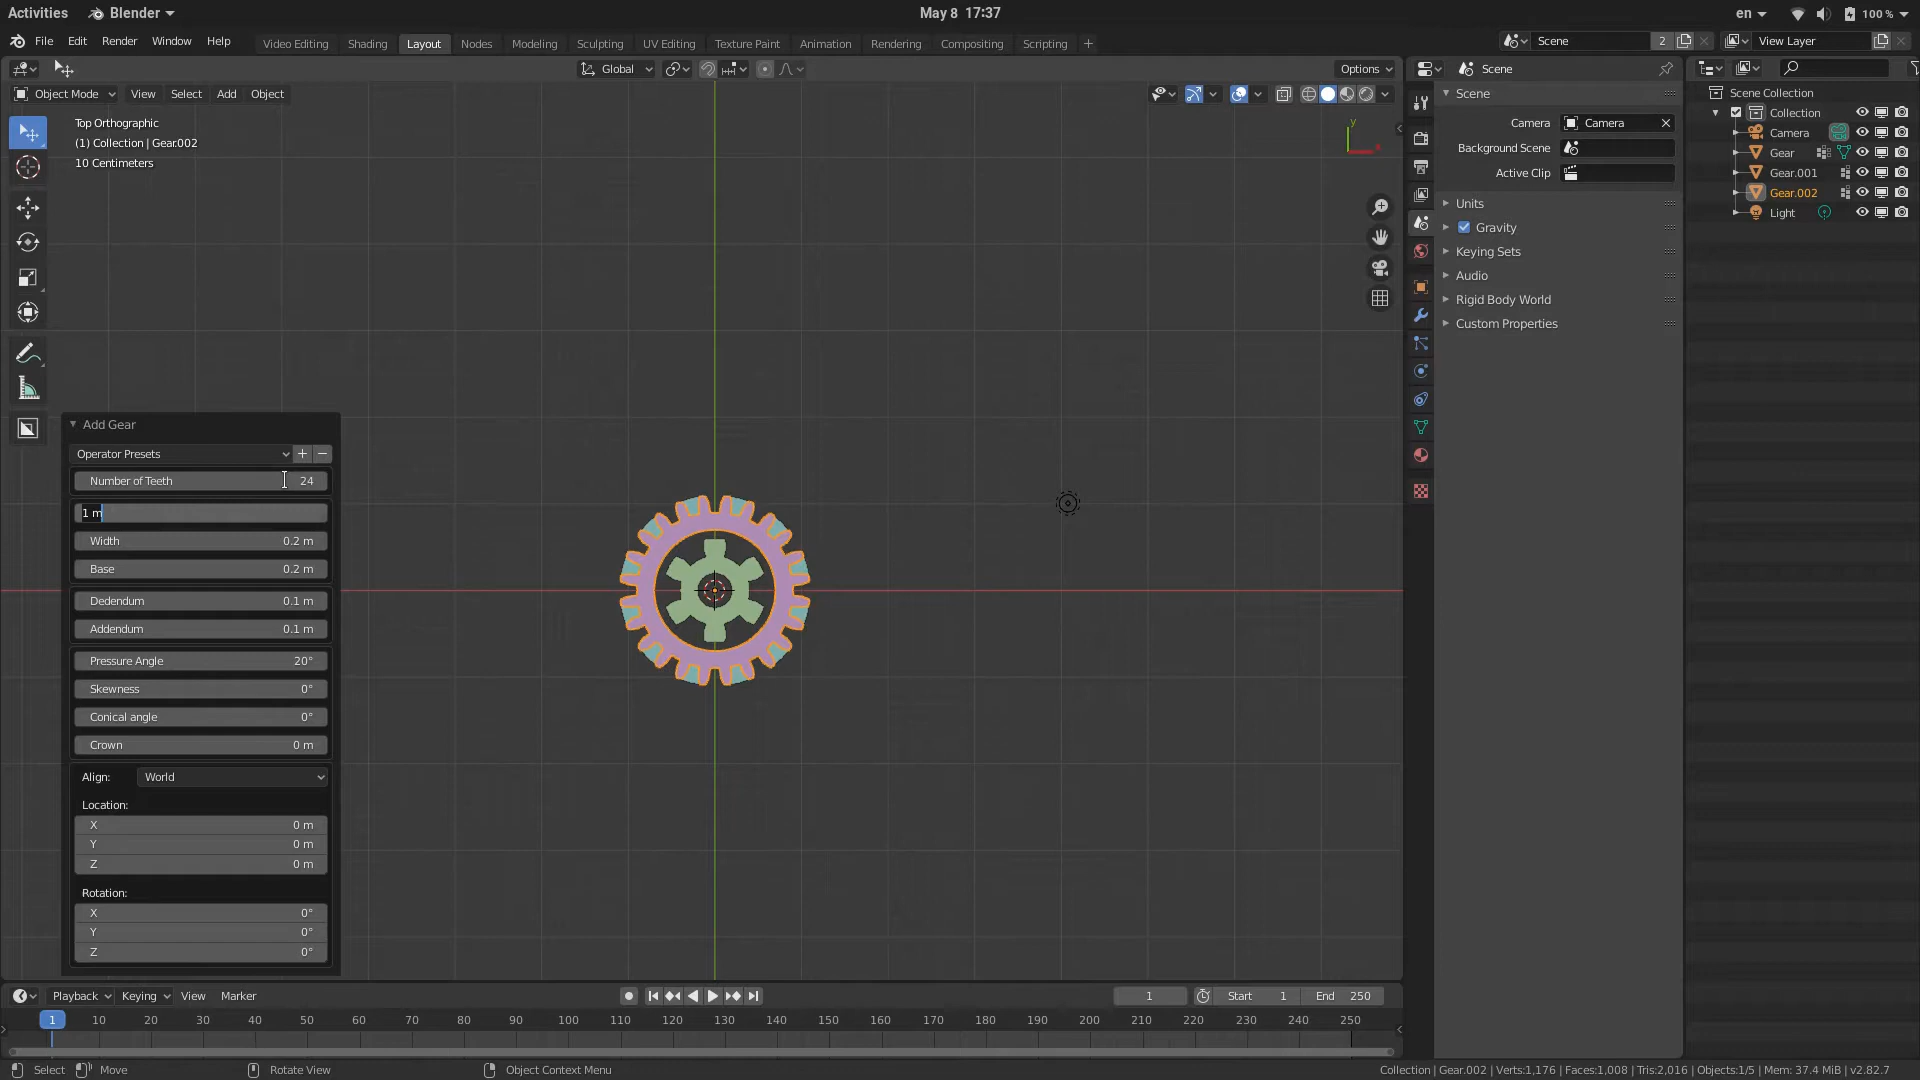 Activities Blender May 8 17:37 en 100 %
File Edit Render Window Help Video Editing Shading Layout Nodes Modeling Sculpting UV Editing Texture Paint Animation Rendering Compositing Scripting + Scene 2 View Layer
Global Options Scene
Object Mode View Select Add Object Scene Scene Collection
Top Orthographic
(1) Collection | Gear.002
10 Centimeters
y
Collection
Camera Camera
Background Scene
Active Clip
Units
Gravity
Keying Sets
Audio
Rigid Body World
Custom Properties
Camera
Gear
Gear.001
Gear.002
Light
Add Gear
Operator Presets
Number of Teeth 24
1 m
Width 0.2 m
Base 0.2 m
Dedendum 0.1 m
Addendum 0.1 m
Pressure Angle 20°
Skewness 0°
Conical angle 0°
Crown 0 m
Align: World
Location:
X 0 m
Y 0 m
Z 0 m
Rotation:
X 0°
Y 0°
Z 0°
Playback Keying View Marker 1 Start 1 End 250
1 10 20 30 40 50 60 70 80 90 100 110 120 130 140 150 160 170 180 190 200 210 220 230 240 250
Select Move Rotate View Object Context Menu Collection | Gear.002 | Verts:1,176 | Faces:1,008 | Tris:2,016 | Objects:1/5 | Mem: 37.4 MiB | v2.82.7